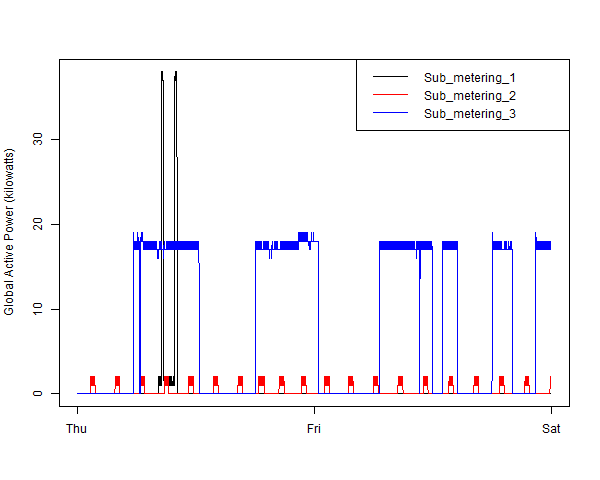 Sub_metering_1
Sub_metering_2
Sub_metering_3
Global Active Power (kilowatts)
30
20
10
0
Thu Fri Sat